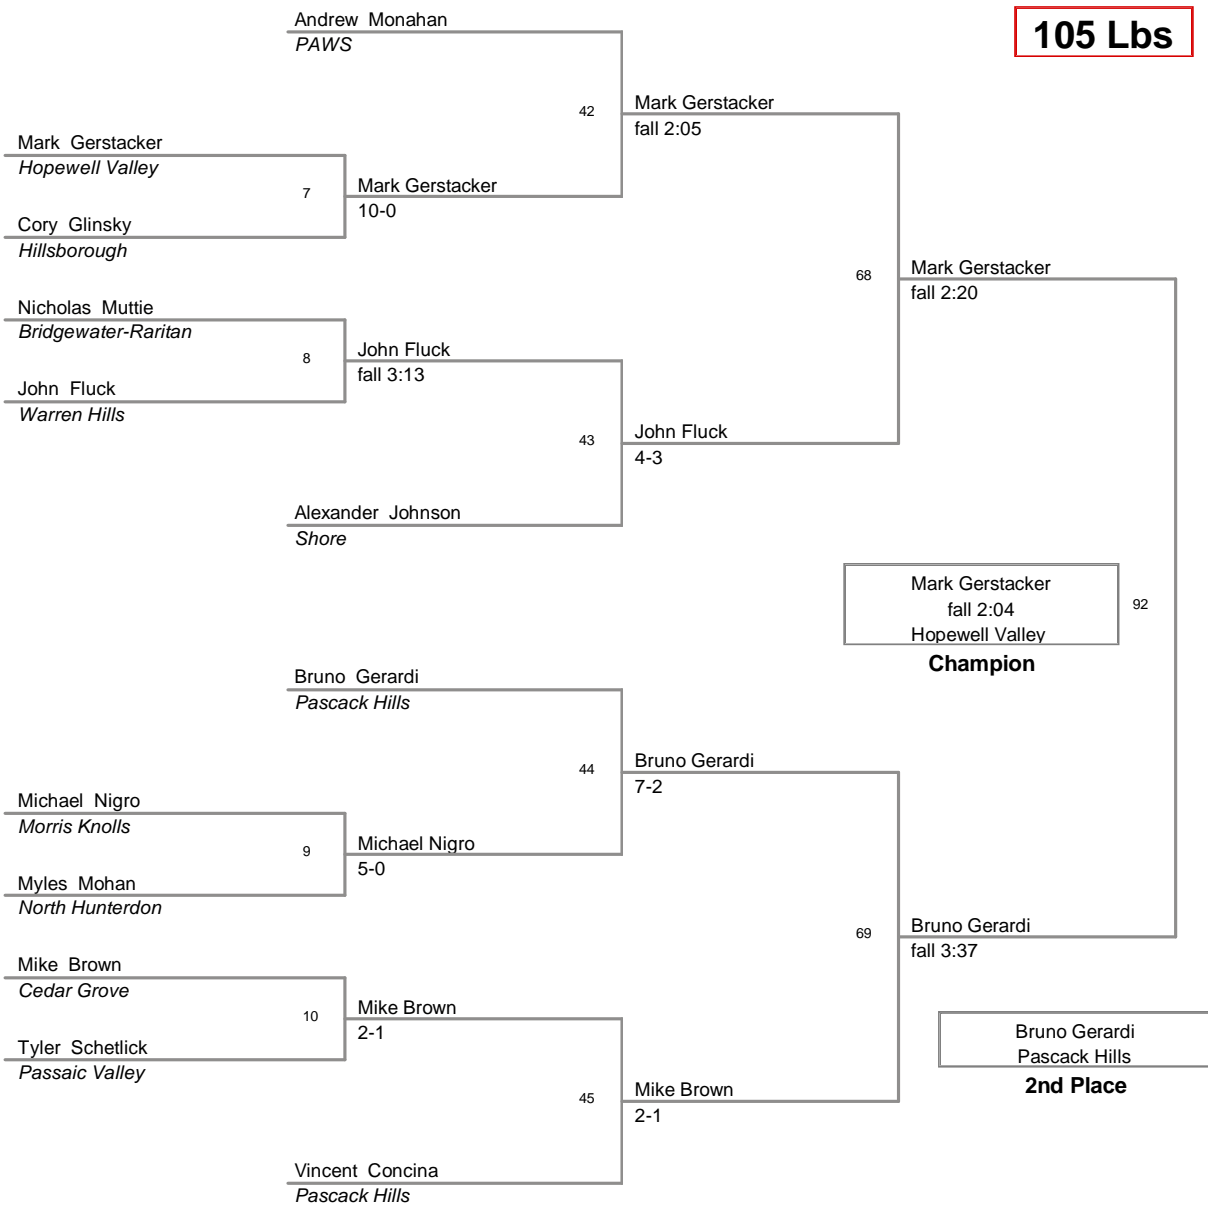 Andrew Monahan
PAWS
105 Lbs
42
Mark Gerstacker
fall 2:05
Mark Gerstacker
Hopewell Valley
7
Mark Gerstacker
10-0
Cory Glinsky
Hillsborough
68
Mark Gerstacker
fall 2:20
Nicholas Muttie
Bridgewater-Raritan
8
John Fluck
fall 3:13
John Fluck
Warren Hills
43
John Fluck
4-3
Alexander Johnson
Shore
Mark Gerstacker
fall 2:04
Hopewell Valley
92
Champion
Bruno Gerardi
Pascack Hills
44
Bruno Gerardi
7-2
Michael Nigro
Morris Knolls
9
Michael Nigro
5-0
Myles Mohan
North Hunterdon
69
Bruno Gerardi
fall 3:37
Mike Brown
Cedar Grove
10
Mike Brown
2-1
Tyler Schetlick
Passaic Valley
Bruno Gerardi
Pascack Hills
2nd Place
45
Mike Brown
2-1
Vincent Concina
Pascack Hills